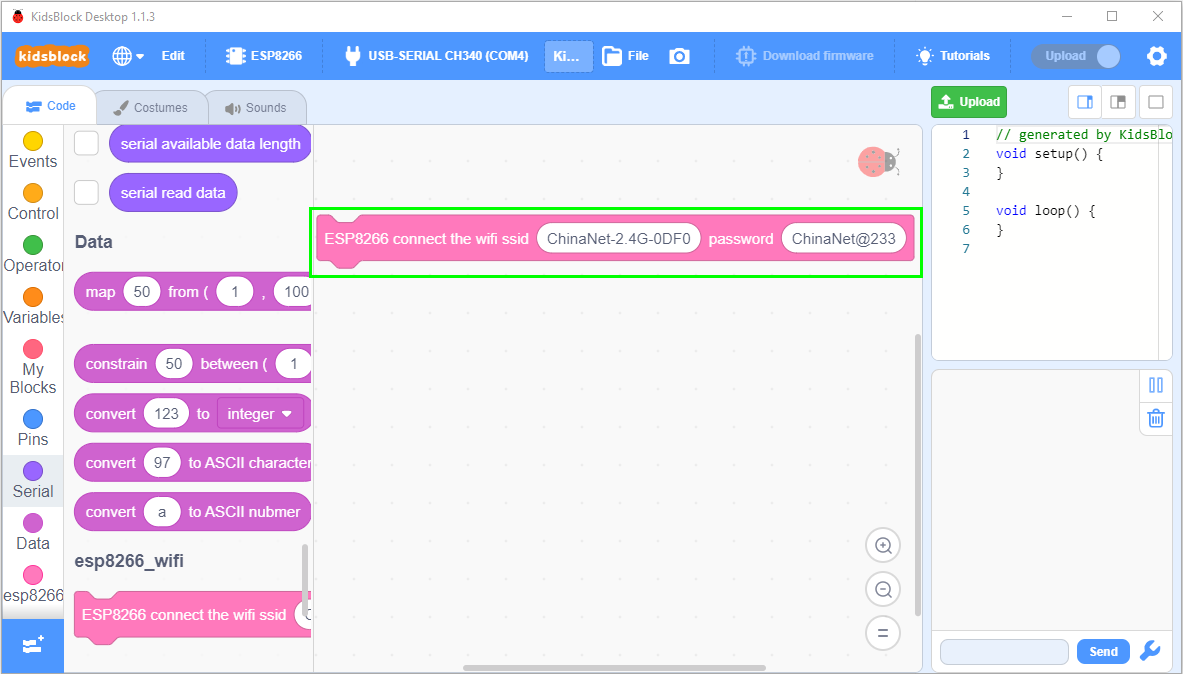 KidsBlock Desktop 1.1.3
kidsblock
Edit
ESP8266
USB-SERIAL CH340 (COM4)
Ki...
File
Download firmware
Tutorials
Upload
Code
Costumes
Sounds
Upload
Events
Control
Operator
Variables
My
Blocks
Pins
Serial
Data
esp8266
serial available data length
serial read data
Data
map 50 from ( 1 , 100
constrain 50 between ( 1
convert 123 to integer
convert 97 to ASCII character
convert a to ASCII nubmer
esp8266_wifi
ESP8266 connect the wifi ssid
ESP8266 connect the wifi ssid ChinaNet-2.4G-0DF0 password ChinaNet@233
1 // generated by KidsBlo
2 void setup() {
3 }
4
5 void loop() {
6 }
7
Send